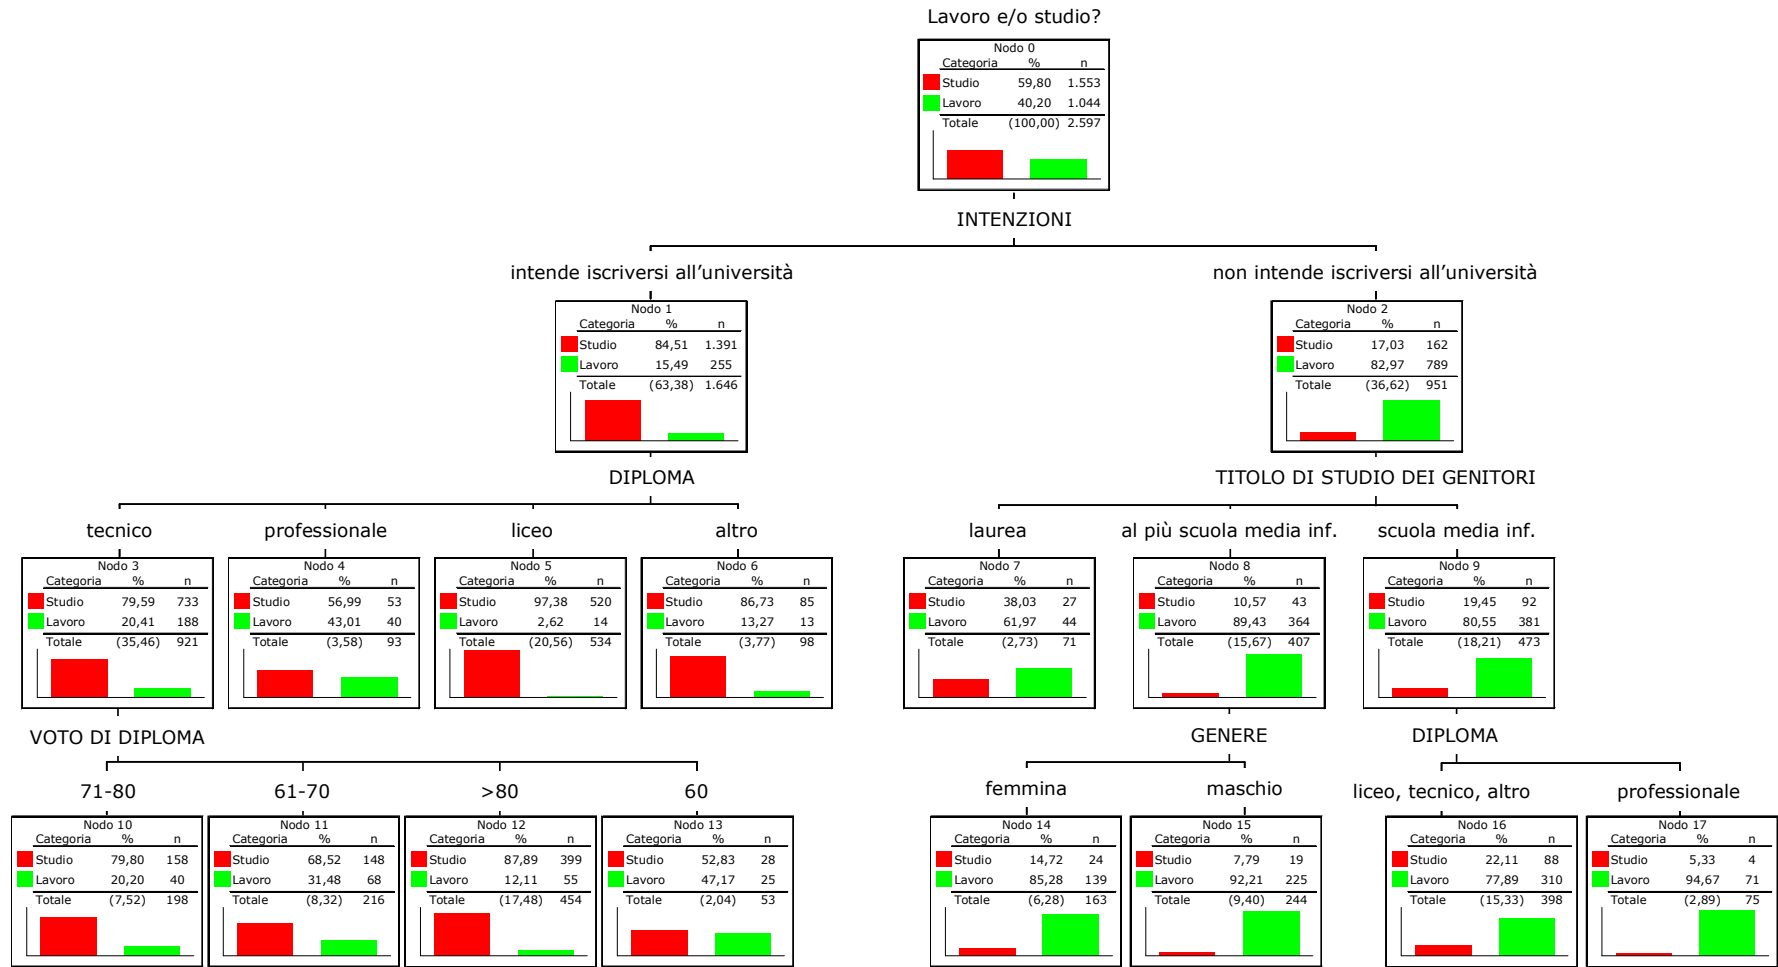 Lavoro e/o studio?
Nodo 0
Categoria % n
Studio 59,80 1.553
Lavoro 40,20 1.044
Totale (100,00) 2.597
INTENZIONI
intende iscriversi all'università
non intende iscriversi all'università
Nodo 1
Categoria % n
Studio 84,51 1.391
Lavoro 15,49 255
Totale (63,38) 1.646
Nodo 2
Categoria % n
Studio 17,03 162
Lavoro 82,97 789
Totale (36,62) 951
DIPLOMA
TITOLO DI STUDIO DEI GENITORI
tecnico
professionale
liceo
altro
laurea
al più scuola media inf.
scuola media inf.
Nodo 3
Categoria % n
Studio 79,59 733
Lavoro 20,41 188
Totale (35,46) 921
Nodo 4
Categoria % n
Studio 56,99 53
Lavoro 43,01 40
Totale (3,58) 93
Nodo 5
Categoria % n
Studio 97,38 520
Lavoro 2,62 14
Totale (20,56) 534
Nodo 6
Categoria % n
Studio 86,73 85
Lavoro 13,27 13
Totale (3,77) 98
Nodo 7
Categoria % n
Studio 38,03 27
Lavoro 61,97 44
Totale (2,73) 71
Nodo 8
Categoria % n
Studio 10,57 43
Lavoro 89,43 364
Totale (15,67) 407
Nodo 9
Categoria % n
Studio 19,45 92
Lavoro 80,55 381
Totale (18,21) 473
VOTO DI DIPLOMA
GENERE
DIPLOMA
71-80
61-70
>80
60
femmina
maschio
liceo, tecnico, altro
professionale
Nodo 10
Categoria % n
Studio 79,80 158
Lavoro 20,20 40
Totale (7,52) 198
Nodo 11
Categoria % n
Studio 68,52 148
Lavoro 31,48 68
Totale (8,32) 216
Nodo 12
Categoria % n
Studio 87,89 399
Lavoro 12,11 55
Totale (17,48) 454
Nodo 13
Categoria % n
Studio 52,83 28
Lavoro 47,17 25
Totale (2,04) 53
Nodo 14
Categoria % n
Studio 14,72 24
Lavoro 85,28 139
Totale (6,28) 163
Nodo 15
Categoria % n
Studio 7,79 19
Lavoro 92,21 225
Totale (9,40) 244
Nodo 16
Categoria % n
Studio 22,11 88
Lavoro 77,89 310
Totale (15,33) 398
Nodo 17
Categoria % n
Studio 5,33 4
Lavoro 94,67 71
Totale (2,89) 75